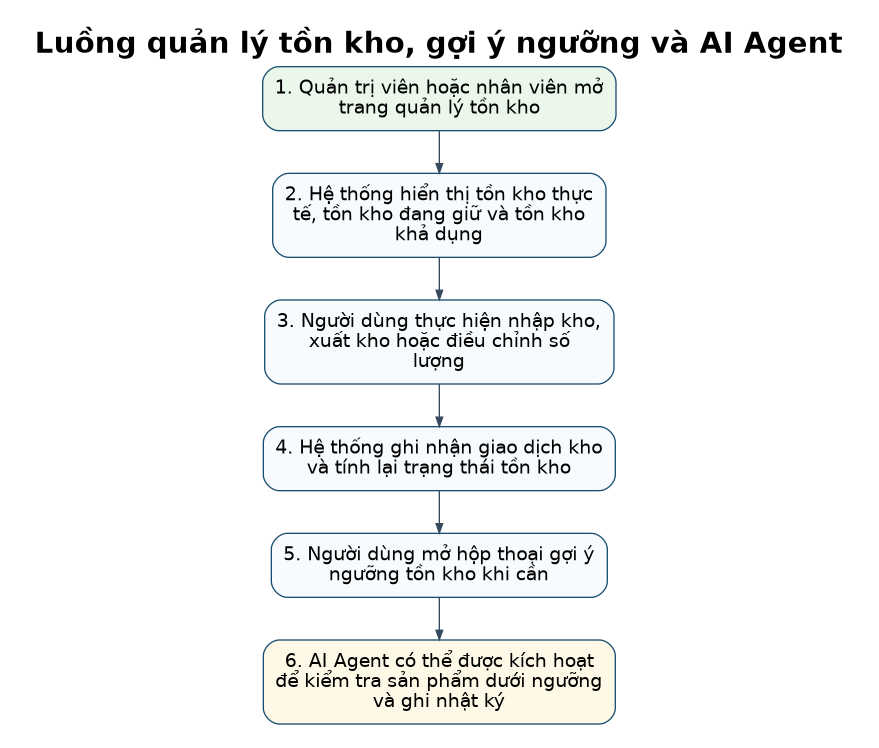 Luồng quản lý tồn kho, gợi ý ngưỡng và AI Agent
1. Quản trị viên hoặc nhân viên mở
trang quản lý tồn kho
2. Hệ thống hiển thị tồn kho thực
tế, tồn kho đang giữ và tồn kho
khả dụng
3. Người dùng thực hiện nhập kho,
xuất kho hoặc điều chỉnh số
lượng
4. Hệ thống ghi nhận giao dịch kho
và tính lại trạng thái tồn kho
5. Người dùng mở hộp thoại gợi ý
ngưỡng tồn kho khi cần
6. AI Agent có thể được kích hoạt
để kiểm tra sản phẩm dưới ngưỡng
và ghi nhật ký